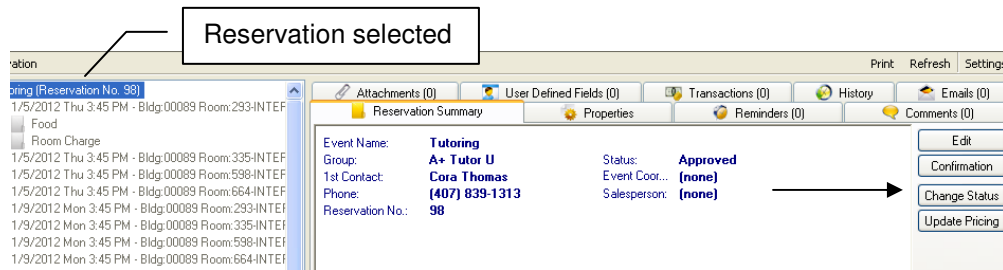 Reservation selected
vation
Print Refresh Settings
oring (Reservation No. 98)
1/5/2012 Thu 3:45 PM - Bldg:00089 Room:293-INTEF
Food
Room Charge
1/5/2012 Thu 3:45 PM - Bldg:00089 Room:335-INTEF
1/5/2012 Thu 3:45 PM - Bldg:00089 Room:598-INTEF
1/5/2012 Thu 3:45 PM - Bldg:00089 Room:664-INTEF
1/9/2012 Mon 3:45 PM - Bldg:00089 Room:293-INTEF
1/9/2012 Mon 3:45 PM - Bldg:00089 Room:335-INTEF
1/9/2012 Mon 3:45 PM - Bldg:00089 Room:598-INTEF
1/9/2012 Mon 3:45 PM - Bldg:00089 Room:664-INTEF
Attachments (0) User Defined Fields (0) Transactions (0) History Emails (0)
Reservation Summary Properties Reminders (0) Comments (0)
Event Name: Tutoring
Group: A+ Tutor U Status: Approved
1st Contact: Cora Thomas Event Coor... (none)
Phone: (407) 839-1313 Salesperson: (none)
Reservation No.: 98
Edit
Confirmation
Change Status
Update Pricing